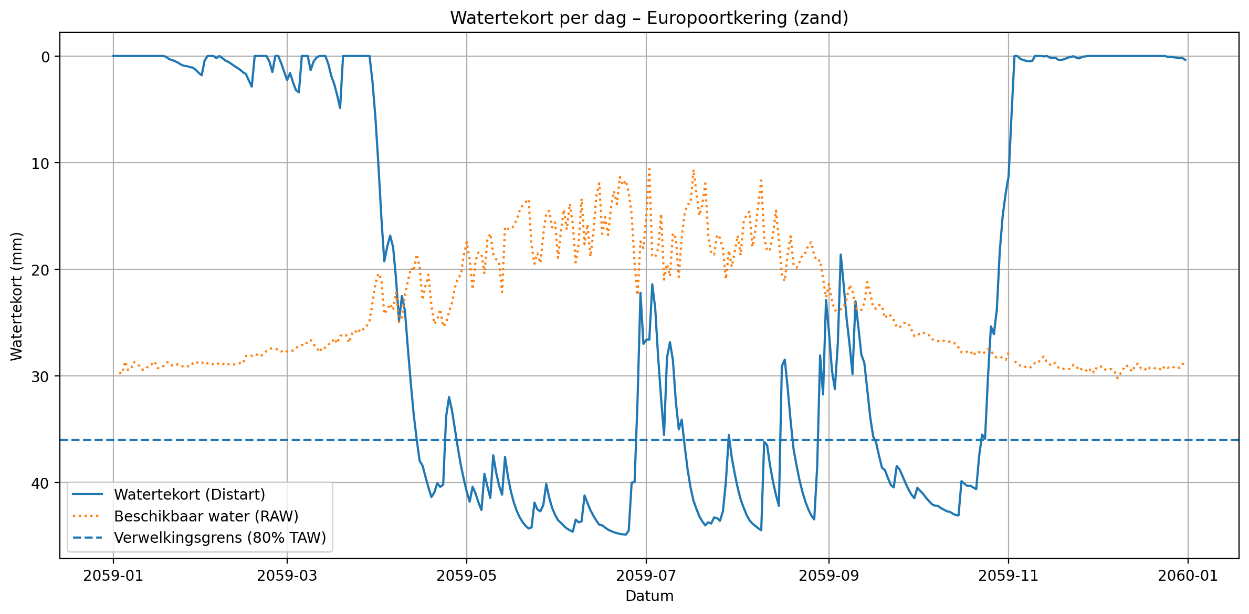 Watertekort per dag – Europoortkering (zand)
Watertekort (mm)
0
10
20
30
40
Watertekort (Distart)
Beschikbaar water (RAW)
Verwelkingsgrens (80% TAW)
2059-01 2059-03 2059-05 2059-07 2059-09 2059-11 2060-01
Datum